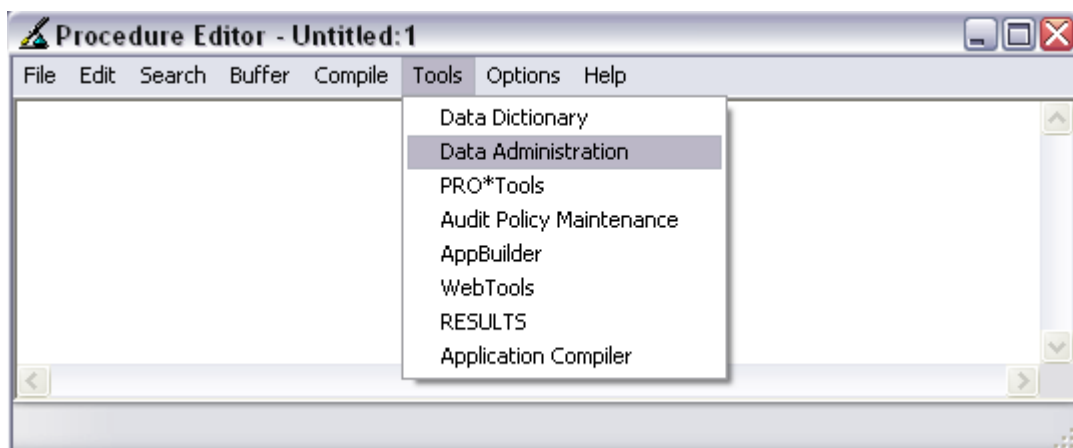 Procedure Editor - Untitled:1
File Edit Search Buffer Compile Tools Options Help
Data Dictionary
Data Administration
PRO*Tools
Audit Policy Maintenance
AppBuilder
WebTools
RESULTS
Application Compiler